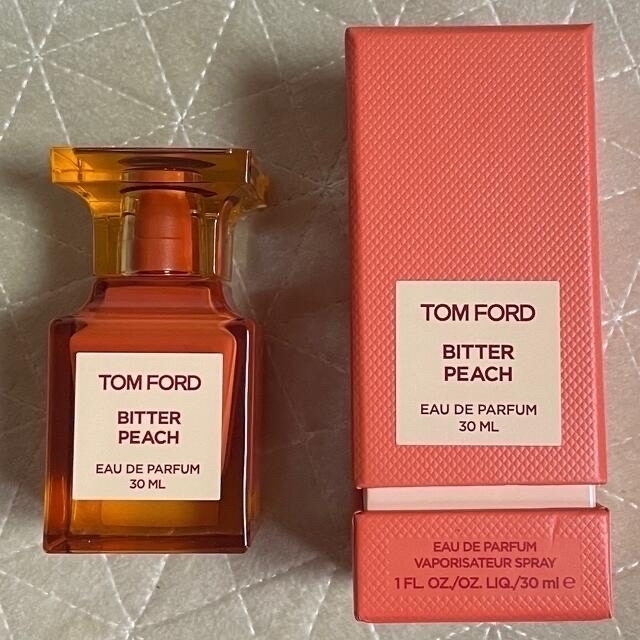 TOM FORD
BITTER
PEACH
EAU DE PARFUM
30 ML
TOM FORD
BITTER
PEACH
EAU DE PARFUM
30 ML
EAU DE PARFUM
VAPORISATEUR SPRAY
1 FL. OZ./OZ. LIQ./30 ml ℮